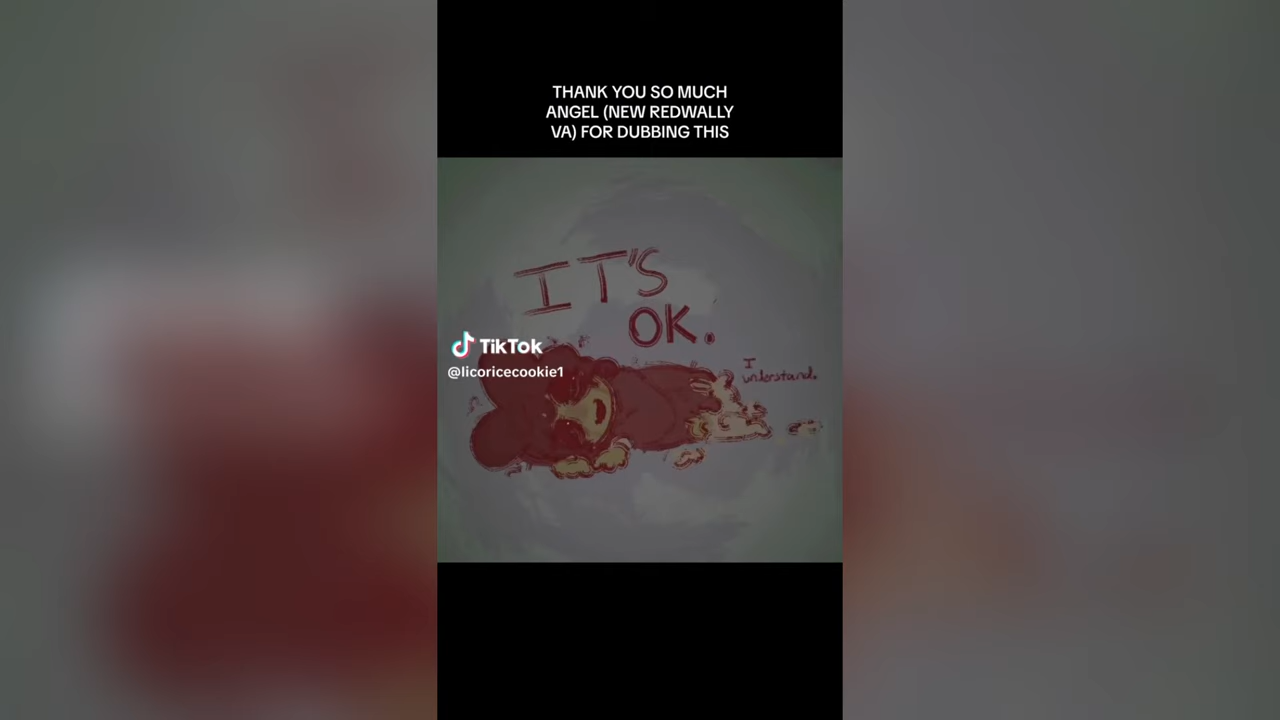 THANK YOU SO MUCH
ANGEL (NEW REDWALLY
VA) FOR DUBBING THIS
IT'S
OK.
I
understand.
TikTok
@licoricecookie1